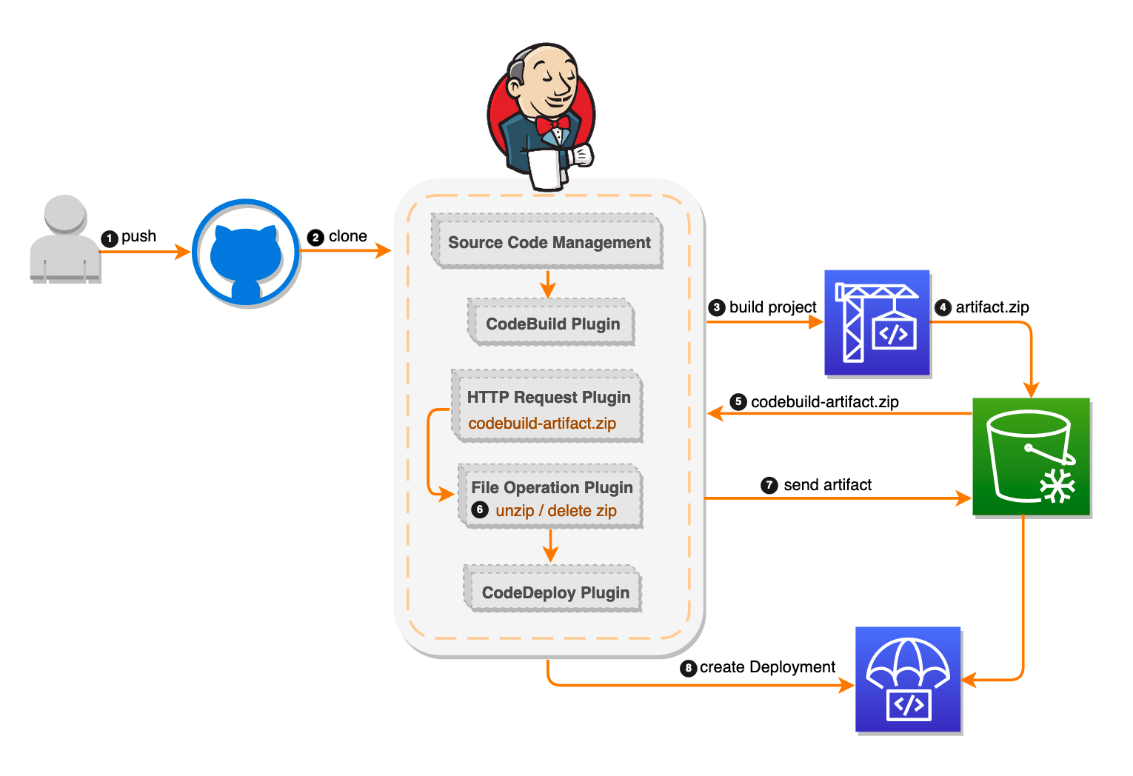 1 push
2 clone
Source Code Management
CodeBuild Plugin
3 build project
4 artifact.zip
HTTP Request Plugin
codebuild-artifact.zip
5 codebuild-artifact.zip
File Operation Plugin
6 unzip / delete zip
7 send artifact
CodeDeploy Plugin
8 create Deployment
</>
</>